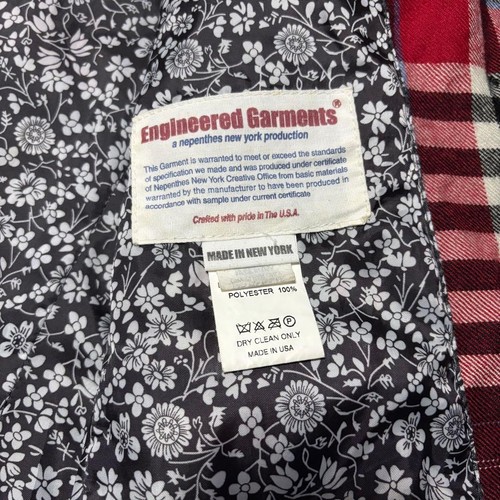 Engineered Garments®
a nepenthes new york production
This Garment is warranted to meet or exceed the standards
of specification we made and was produced under certificate
of Nepenthes New York Creative Office from basic materials
warranted by the manufacturer to have been produced in
accordance with sample under current certificate.
Crafted with pride in The U.S.A.
MADE IN NEW YORK
POLYESTER 100%
P
DRY CLEAN ONLY
MADE IN USA